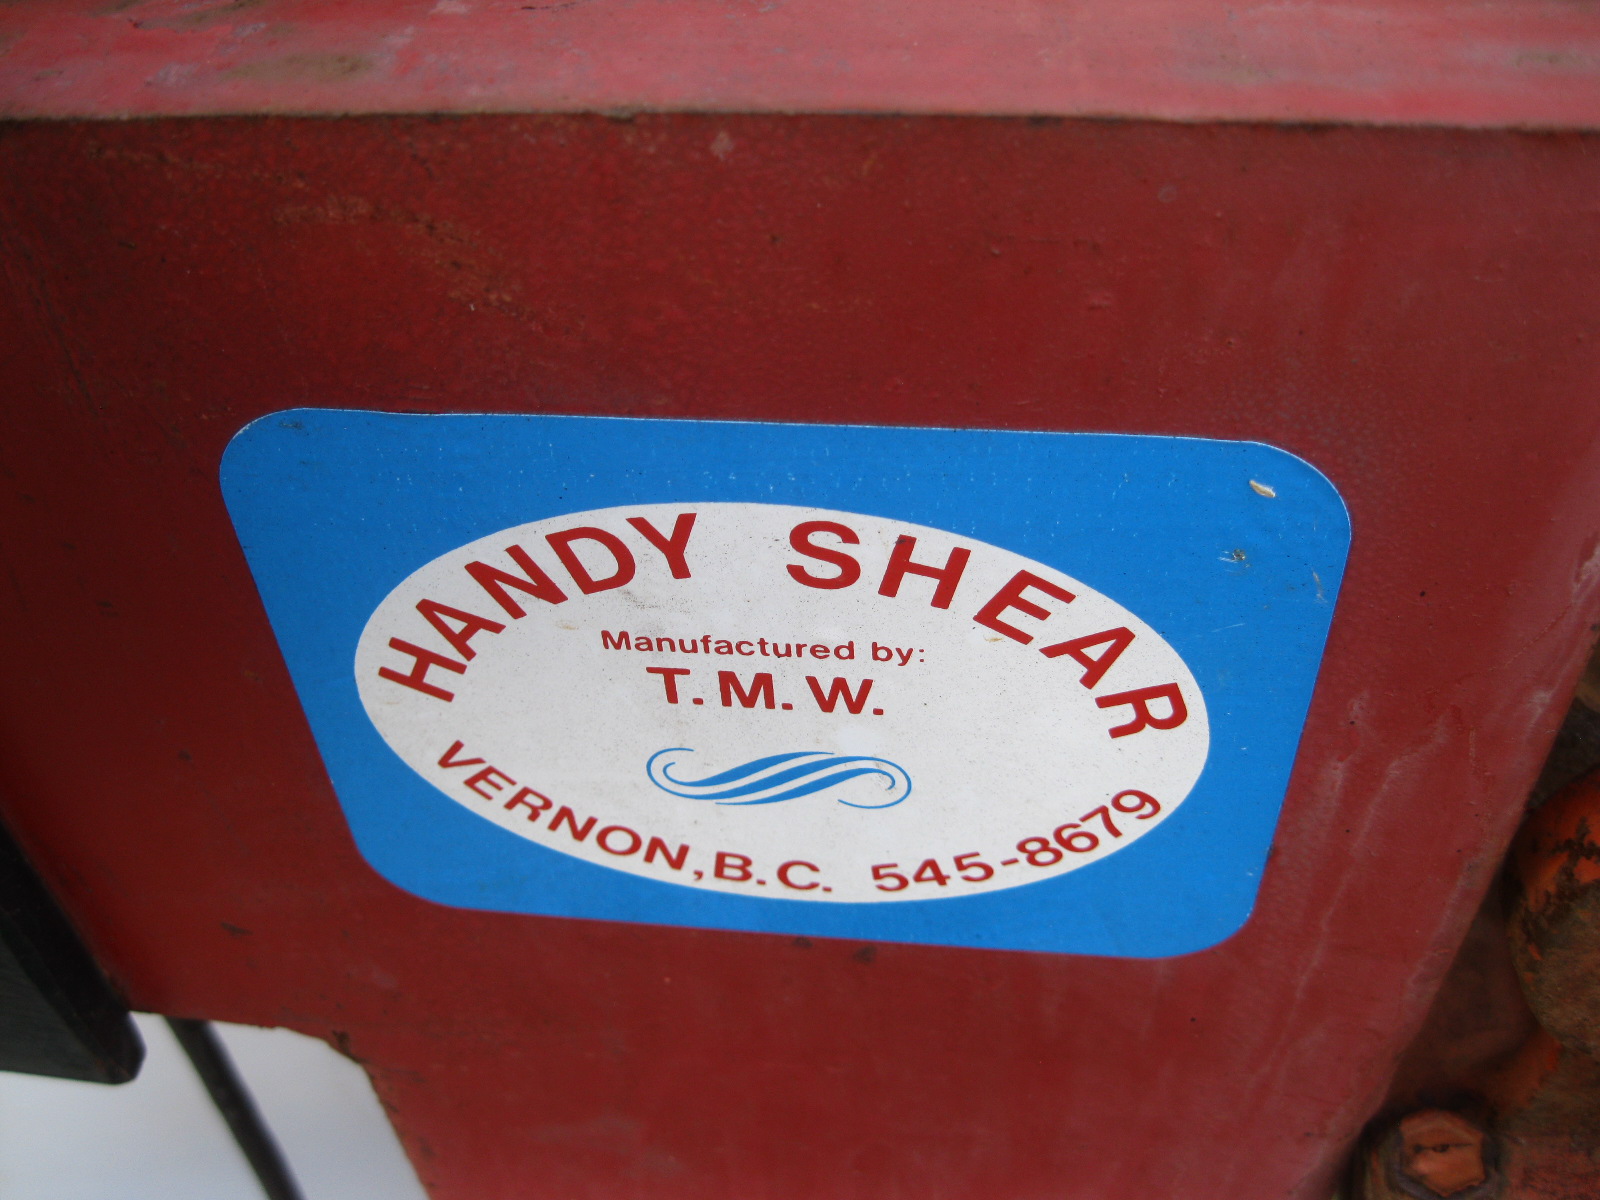 HANDY SHEAR
Manufactured by:
T.M.W.
VERNON, B.C. 545-8679